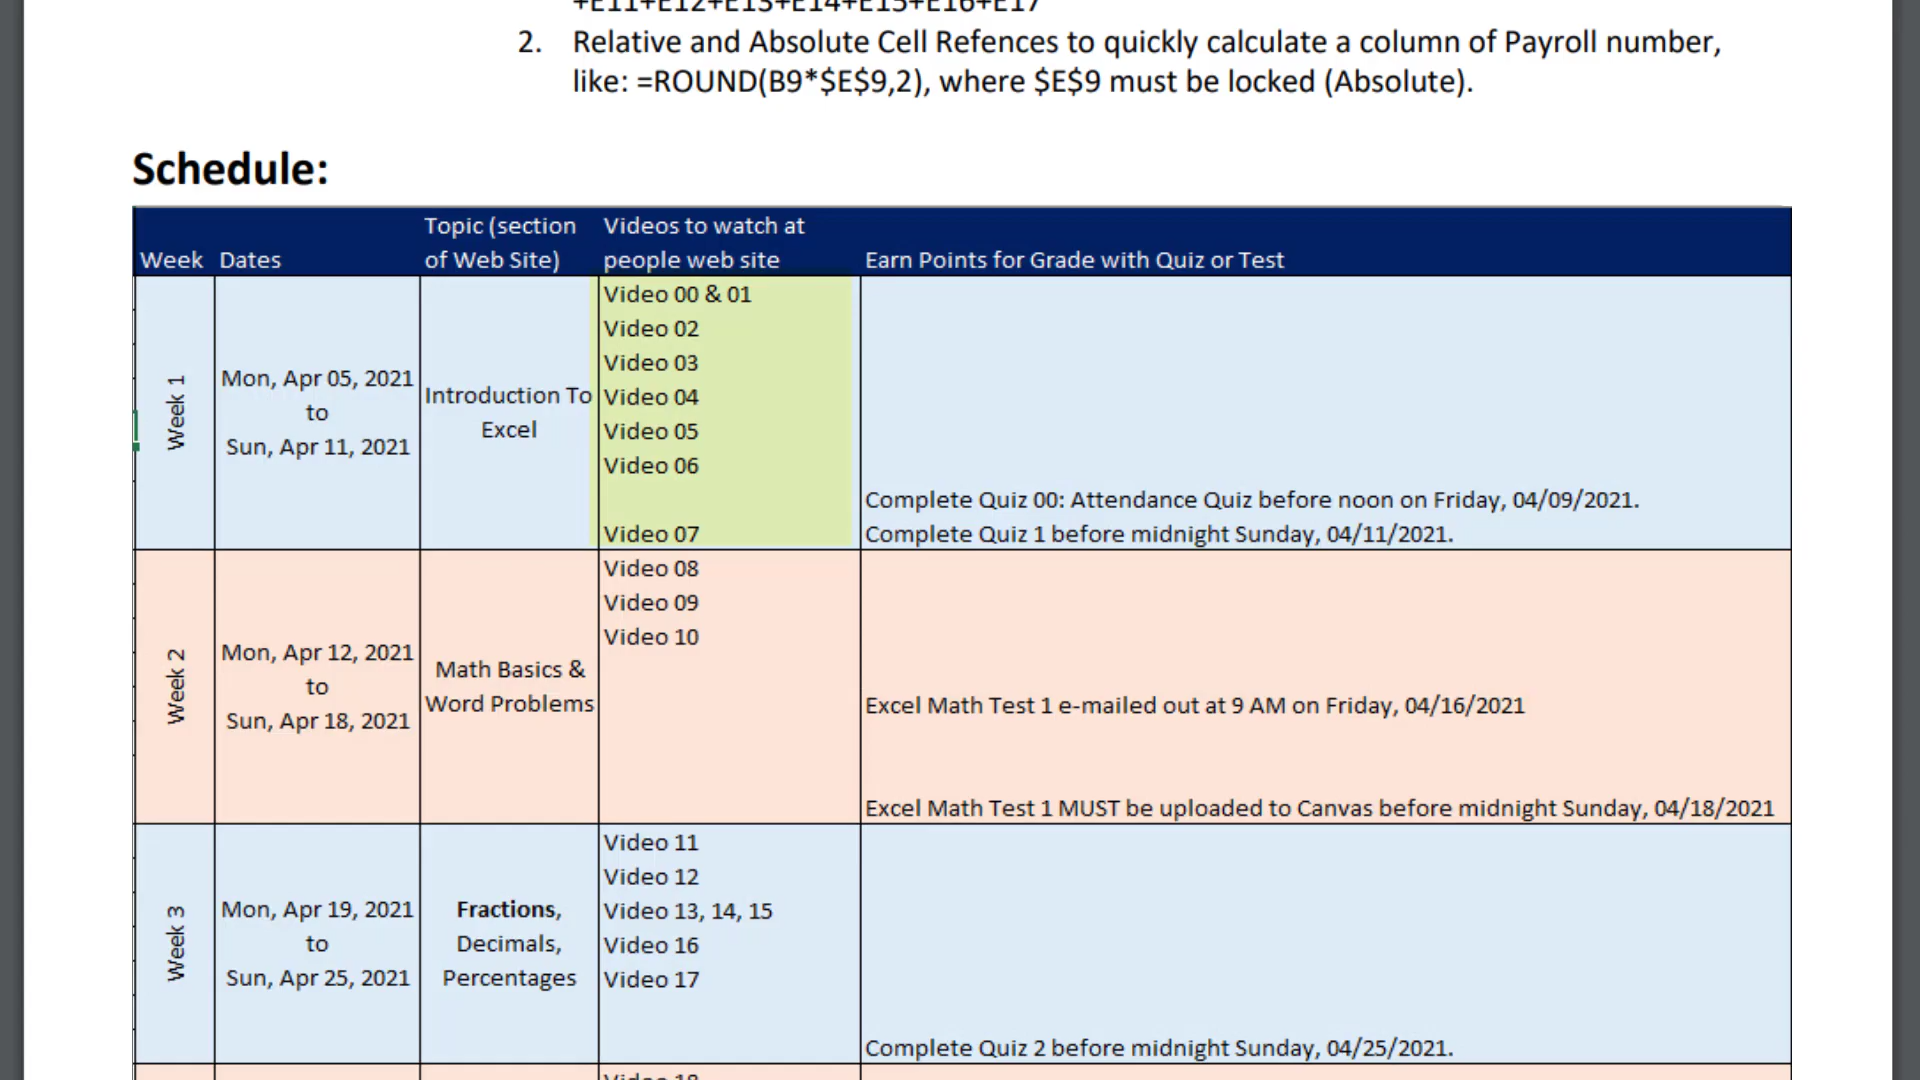 +E11+E12+E13+E14+E15+E16+E17
2. Relative and Absolute Cell Refences to quickly calculate a column of Payroll number,
like: =ROUND(B9*$E$9,2), where $E$9 must be locked (Absolute).
Schedule:
Week
Dates
Topic (section
of Web Site)
Videos to watch at
people web site
Earn Points for Grade with Quiz or Test
Week 1
Mon, Apr 05, 2021
to
Sun, Apr 11, 2021
Introduction To
Excel
Video 00 & 01
Video 02
Video 03
Video 04
Video 05
Video 06
Video 07
Complete Quiz 00: Attendance Quiz before noon on Friday, 04/09/2021.
Complete Quiz 1 before midnight Sunday, 04/11/2021.
Week 2
Mon, Apr 12, 2021
to
Sun, Apr 18, 2021
Math Basics &
Word Problems
Video 08
Video 09
Video 10
Excel Math Test 1 e-mailed out at 9 AM on Friday, 04/16/2021
Excel Math Test 1 MUST be uploaded to Canvas before midnight Sunday, 04/18/2021
Week 3
Mon, Apr 19, 2021
to
Sun, Apr 25, 2021
Fractions,
Decimals,
Percentages
Video 11
Video 12
Video 13, 14, 15
Video 16
Video 17
Complete Quiz 2 before midnight Sunday, 04/25/2021.
Video 18